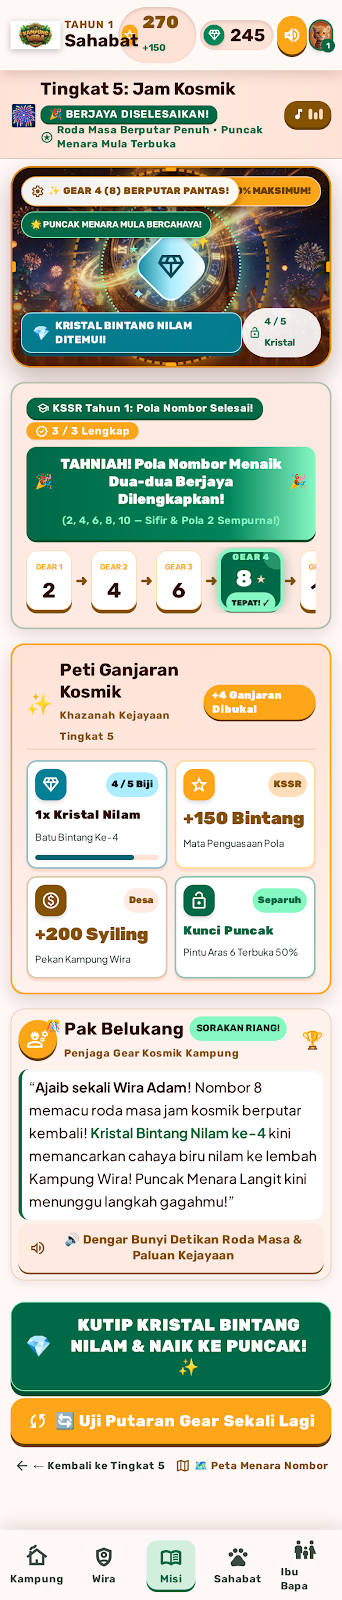 KAMPUNG WIRA
TAHUN 1
Sahabat
270
+150
245
1
Tingkat 5: Jam Kosmik
🎉 BERJAYA DISELESAIKAN!
Roda Masa Berputar Penuh • Puncak
Menara Mula Terbuka
✨ GEAR 4 (8) BERPUTAR PANTAS!
0% MAKSIMUM!
🌟 PUNCAK MENARA MULA BERCAHAYA!
💎 KRISTAL BINTANG NILAM
DITEMUI!
4 / 5
Kristal
KSSR Tahun 1: Pola Nombor Selesai!
3 / 3 Lengkap
🎉 TAHNIAH! Pola Nombor Menaik
Dua-dua Berjaya
Dilengkapkan! 🎉
(2, 4, 6, 8, 10 — Sifir & Pola 2 Sempurna!)
GEAR 1
2
➜
GEAR 2
4
➜
GEAR 3
6
➜
GEAR 4
8 ★
TEPAT! ✓
➜
✨ Peti Ganjaran
Kosmik
Khazanah Kejayaan
Tingkat 5
+4 Ganjaran
Dibuka!
4 / 5 Biji
1x Kristal Nilam
Batu Bintang Ke-4
KSSR
+150 Bintang
Mata Penguasaan Pola
Desa
+200 Syiling
Pekan Kampung Wira
Separuh
Kunci Puncak
Pintu Aras 6 Terbuka 50%
Pak Belukang
SORAKAN RIANG!
Penjaga Gear Kosmik Kampung
“Ajaib sekali Wira Adam! Nombor 8
memacu roda masa jam kosmik berputar
kembali! Kristal Bintang Nilam ke-4 kini
memancarkan cahaya biru nilam ke lembah
Kampung Wira! Puncak Menara Langit kini
menunggu langkah gagahmu!”
🔊 Dengar Bunyi Detikan Roda Masa &
Paluan Kejayaan
💎 KUTIP KRISTAL BINTANG
NILAM & NAIK KE PUNCAK!
✨
🔄 Uji Putaran Gear Sekali Lagi
← Kembali ke Tingkat 5
🗺️ Peta Menara Nombor
Kampung
Wira
Misi
Sahabat
Ibu
Bapa